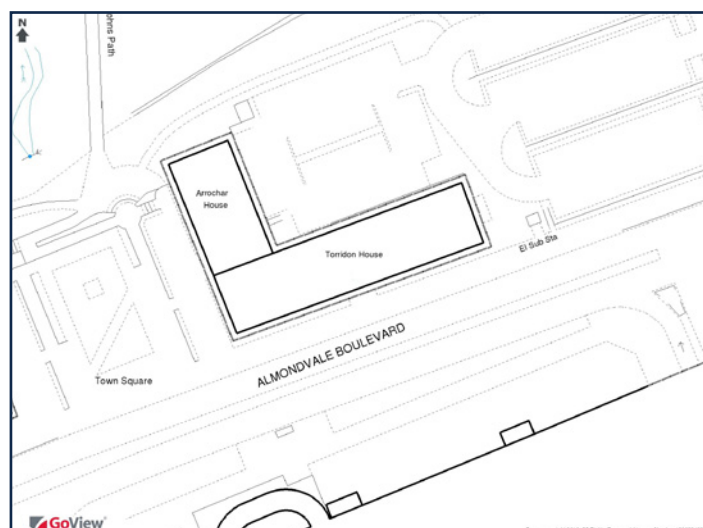 N
Johns Path
Arrochar
House
Torridon House
El Sub Sta
ALMONDVALE BOULEVARD
Town Square
GoView